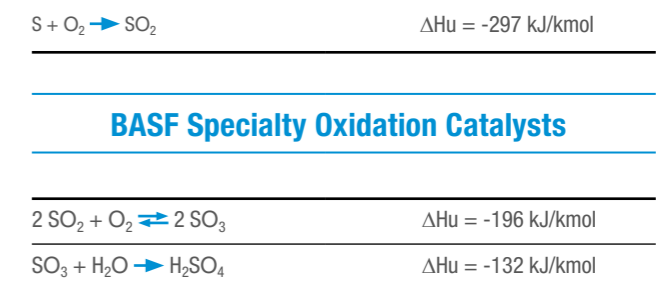 S + O₂ → SO₂ ΔHu = -297 kJ/kmol
BASF Specialty Oxidation Catalysts
2 SO₂ + O₂ ⇌ 2 SO₃ ΔHu = -196 kJ/kmol
SO₃ + H₂O → H₂SO₄ ΔHu = -132 kJ/kmol